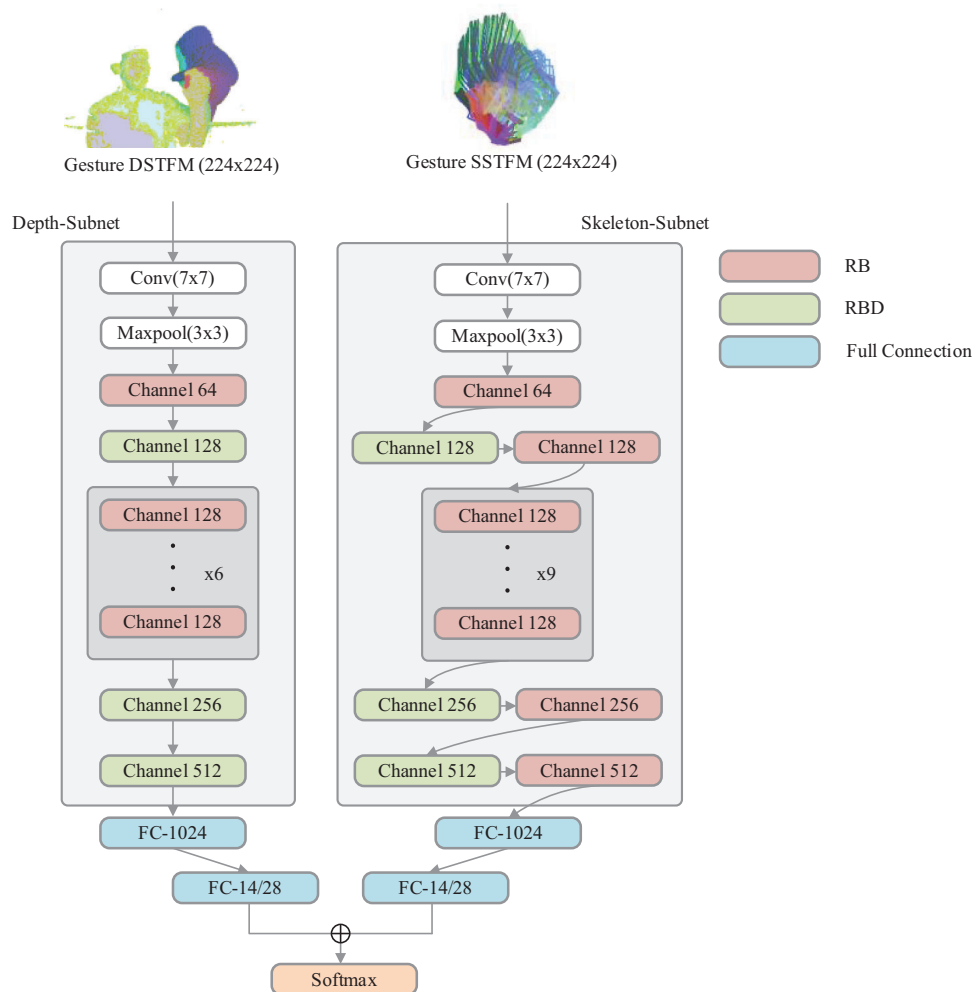 Gesture DSTFM (224x224)
Gesture SSTFM (224x224)
Depth-Subnet
Conv(7x7)
Maxpool(3x3)
Channel 64
Channel 128
Channel 128
x6
Channel 128
Channel 256
Channel 512
FC-1024
FC-14/28
Skeleton-Subnet
Conv(7x7)
Maxpool(3x3)
Channel 64
Channel 128
Channel 128
Channel 128
x9
Channel 128
Channel 256
Channel 256
Channel 512
Channel 512
FC-1024
FC-14/28
Softmax
RB
RBD
Full Connection